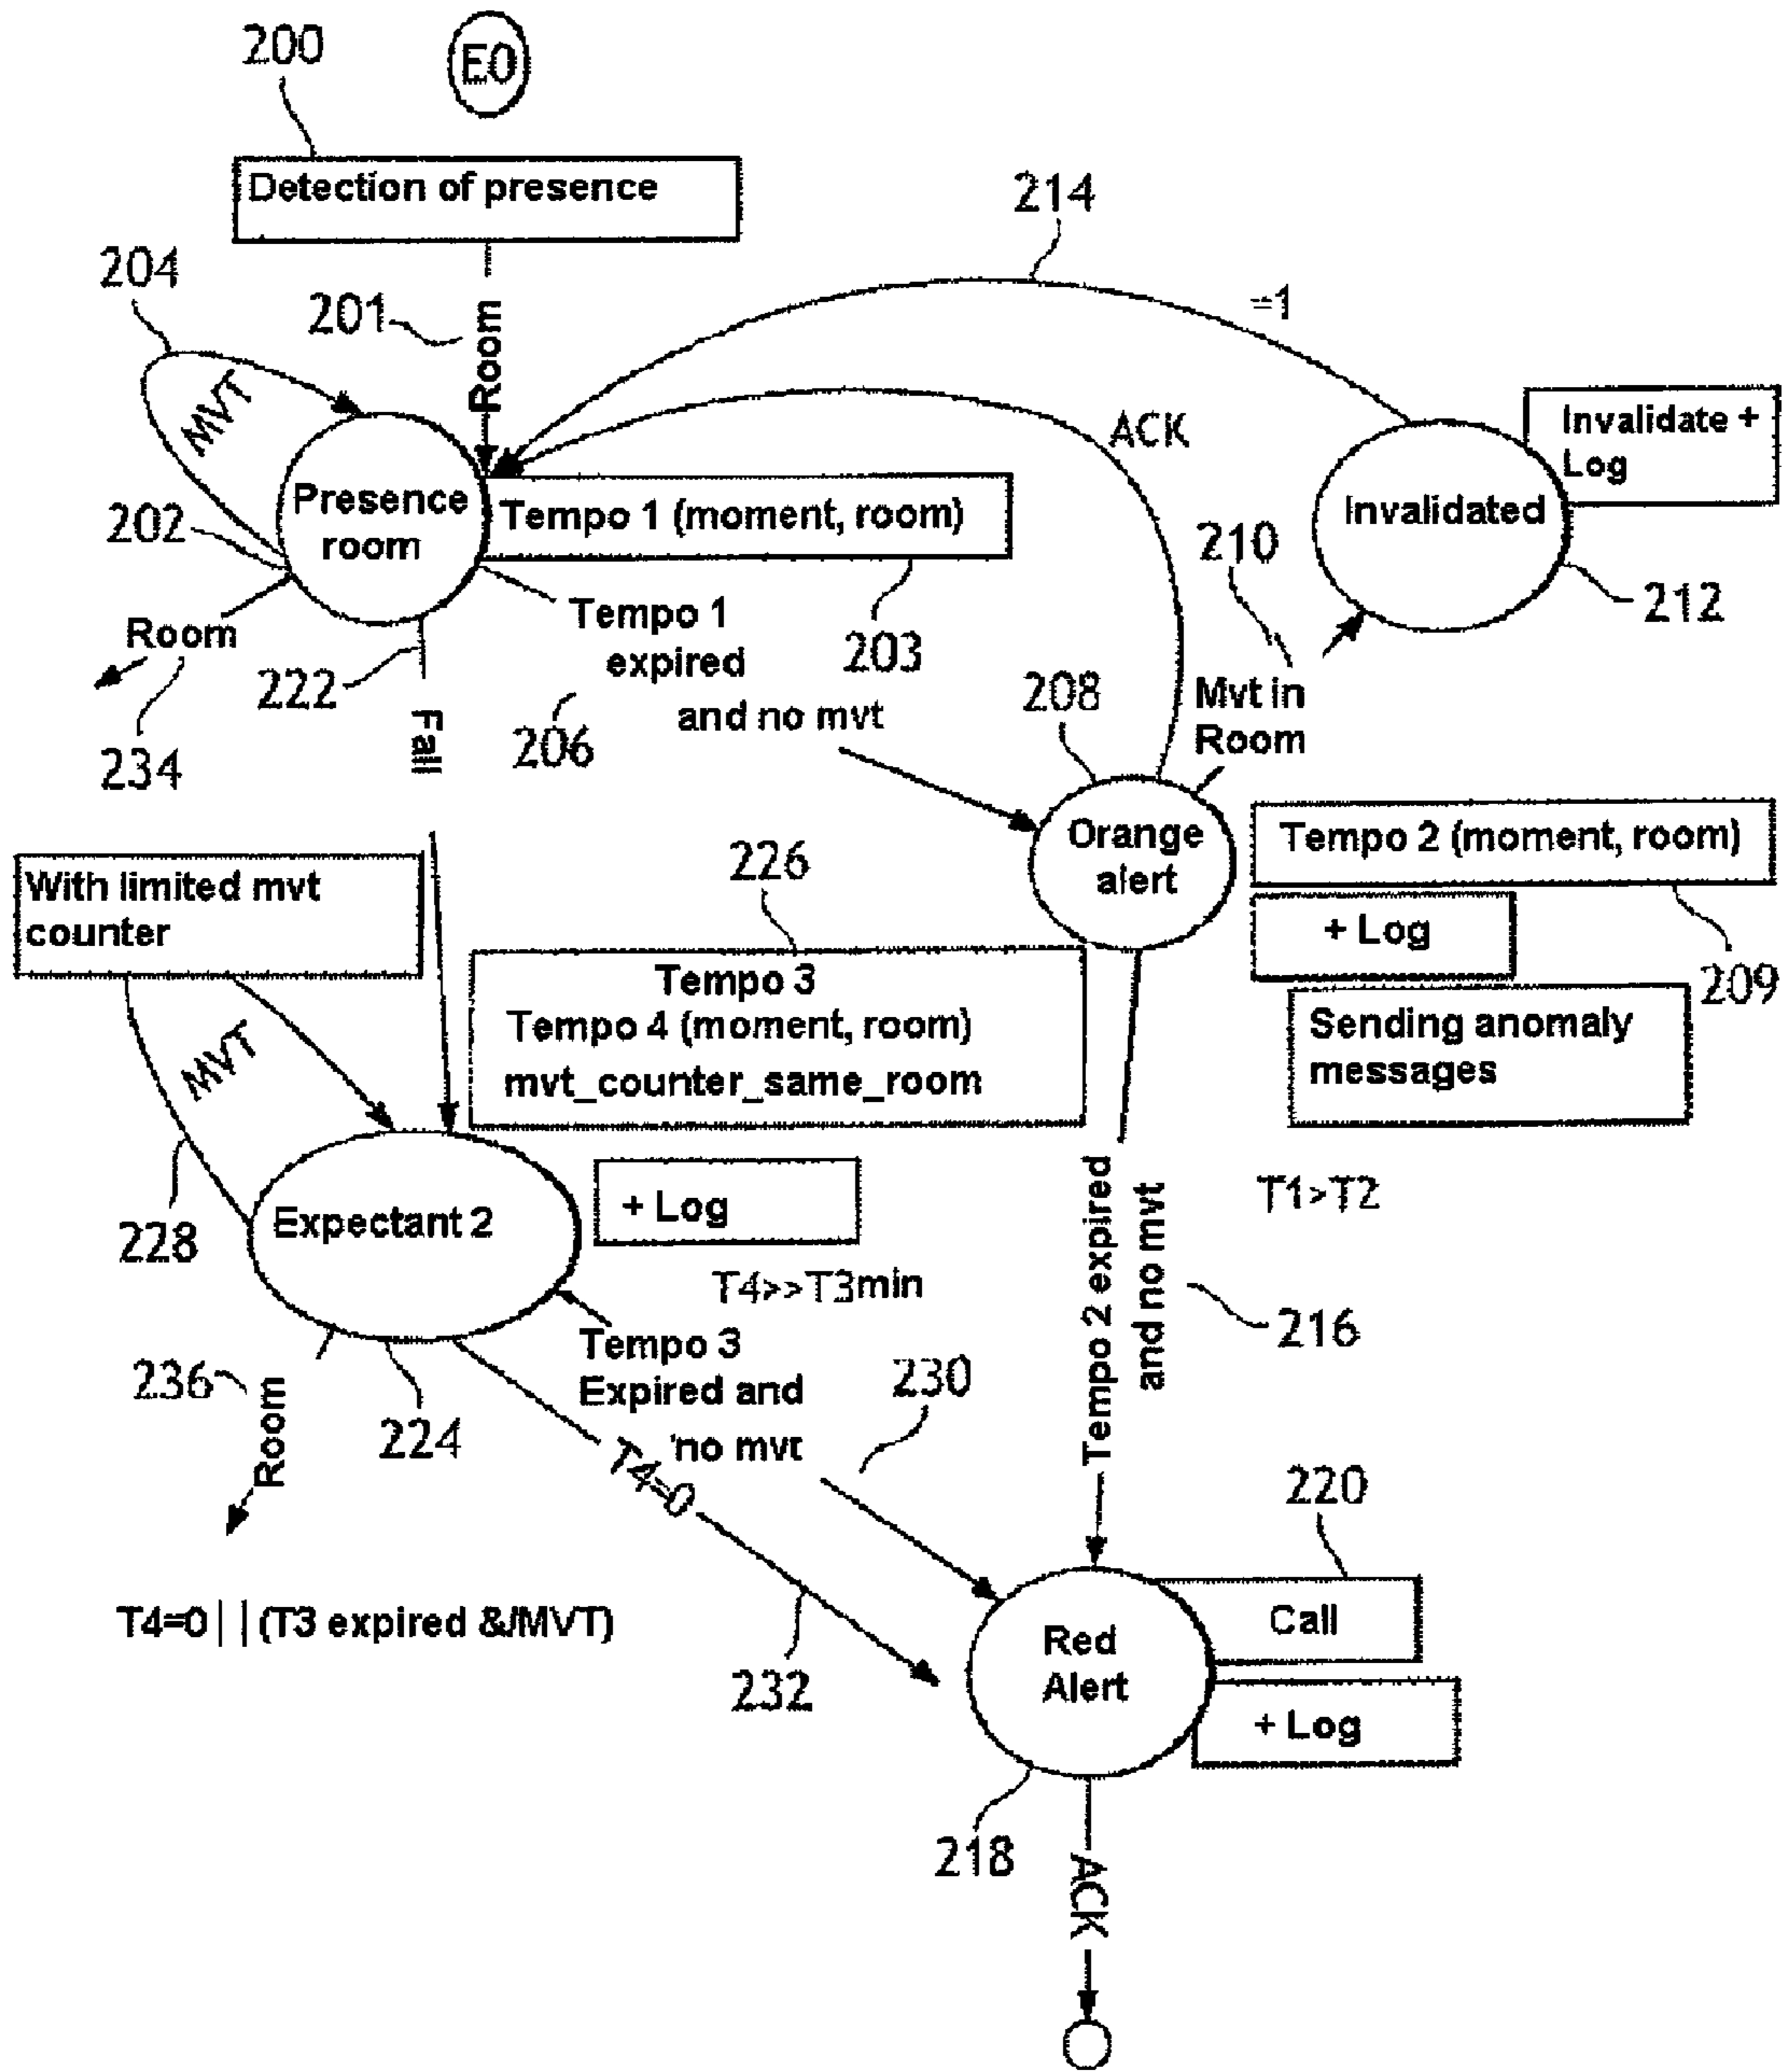 200
E0
Detection of presence
214
204
201
Room
=1
MVT
ACK
Invalidate +
Log
Presence
room
Tempo 1 (moment, room)
Invalidated
202
210
212
Room
Tempo 1
expired
and no mvt
203
222
234
Fall
206
208
Mvt in
Room
Orange
alert
Tempo 2 (moment, room)
With limited mvt
counter
226
+ Log
209
Tempo 3
Tempo 4 (moment, room)
mvt_counter_same_room
Sending anomaly
messages
MVT
228
Expectant 2
+ Log
T1>T2
T4>>T3min
Tempo 2 expired
and no mvt
216
Tempo 3
Expired and
no mvt
230
236
Room
224
T4=0
220
T4=0||(T3 expired &/MVT)
Call
Red
Alert
232
+ Log
218
ACK